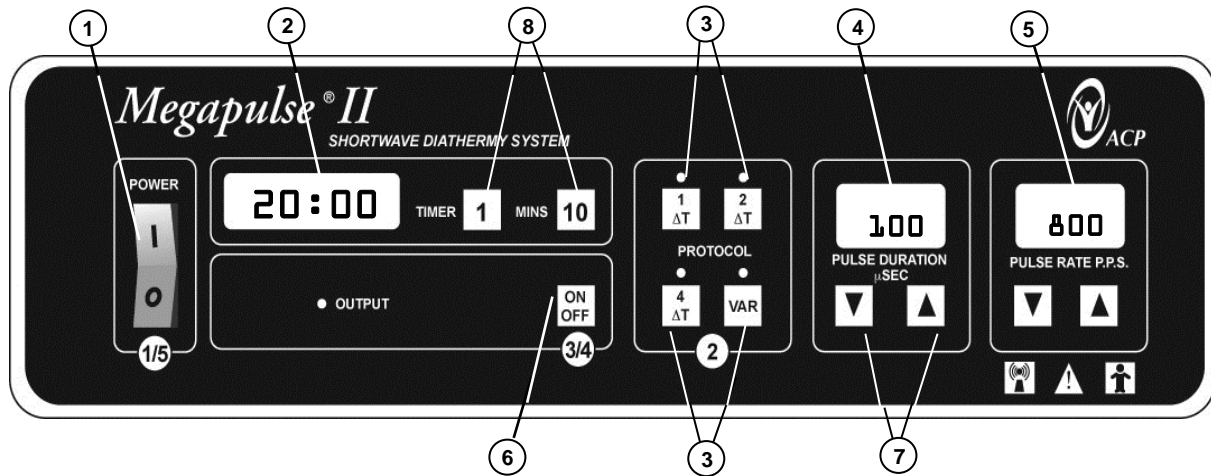 1 2 8 3 4 5
Megapulse® II
SHORTWAVE DIATHERMY SYSTEM
ACP
POWER
I
O
1/5
20:00
TIMER 1 MINS 10
OUTPUT
ON
OFF
3/4
1
ΔT
2
ΔT
PROTOCOL
4
ΔT
VAR
2
100
PULSE DURATION
μSEC
▼ ▲
800
PULSE RATE P.P.S.
▼ ▲
6 3 7